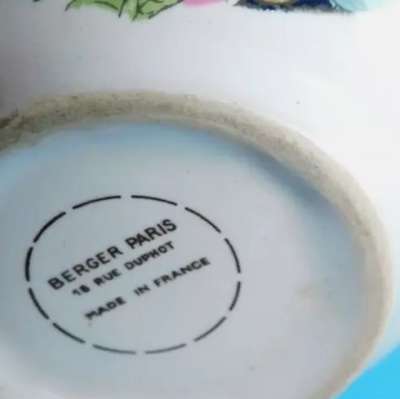 BERGER PARIS
18 RUE DUPHOT
MADE IN FRANCE